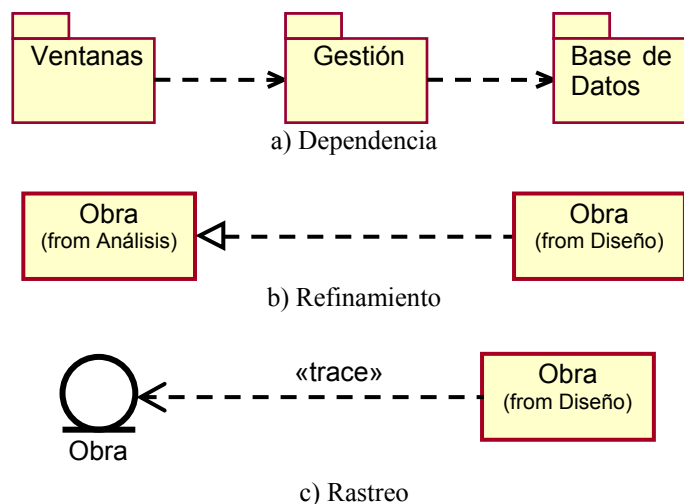 Ventanas
Gestión
Base de
Datos
a) Dependencia
Obra
(from Análisis)
Obra
(from Diseño)
b) Refinamiento
«trace»
Obra
Obra
(from Diseño)
c) Rastreo